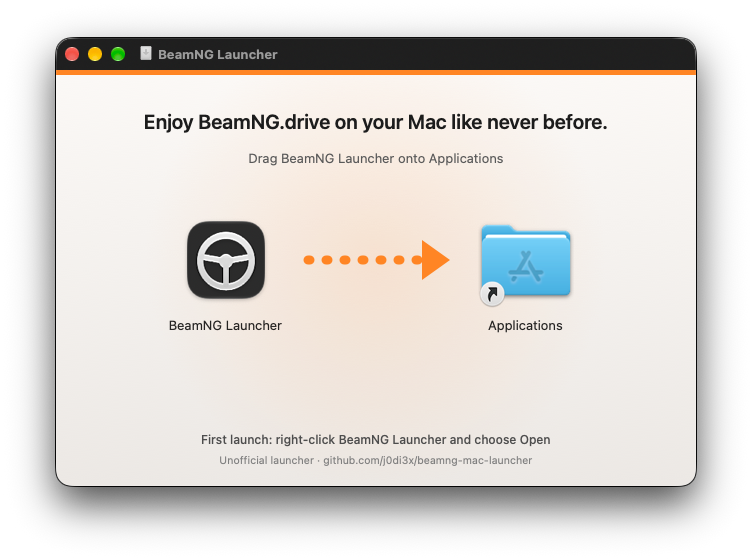 BeamNG Launcher
Enjoy BeamNG.drive on your Mac like never before.
Drag BeamNG Launcher onto Applications
BeamNG Launcher
Applications
First launch: right-click BeamNG Launcher and choose Open
Unofficial launcher · github.com/j0di3x/beamng-mac-launcher